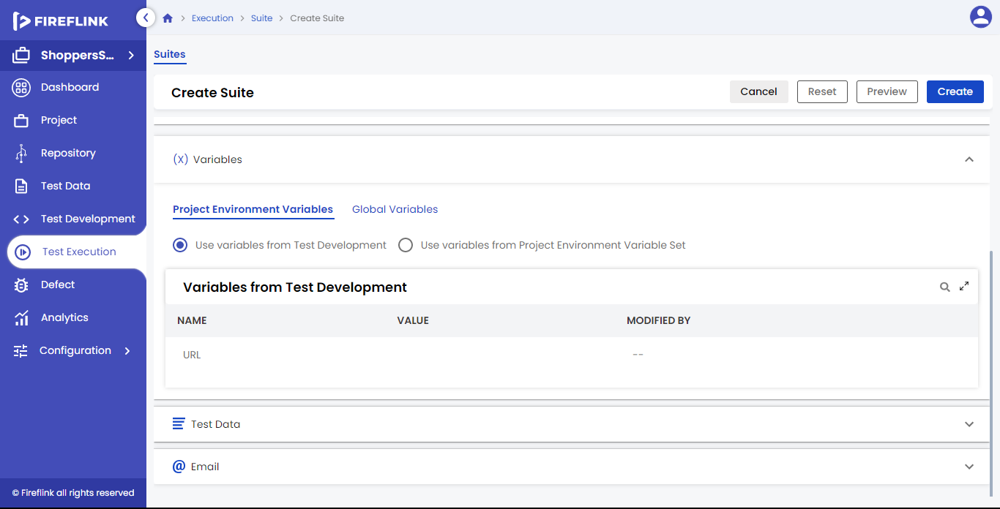 FIREFLINK
Execution
Suite
Create Suite
ShoppersS...
Dashboard
Project
Repository
Test Data
Test Development
Test Execution
Defect
Analytics
Configuration
© Fireflink all rights reserved
Suites
Create Suite
Cancel
Reset
Preview
Create
(X) Variables
Project Environment Variables
Global Variables
Use variables from Test Development
Use variables from Project Environment Variable Set
Variables from Test Development
NAME VALUE MODIFIED BY
URL --
Test Data
@ Email